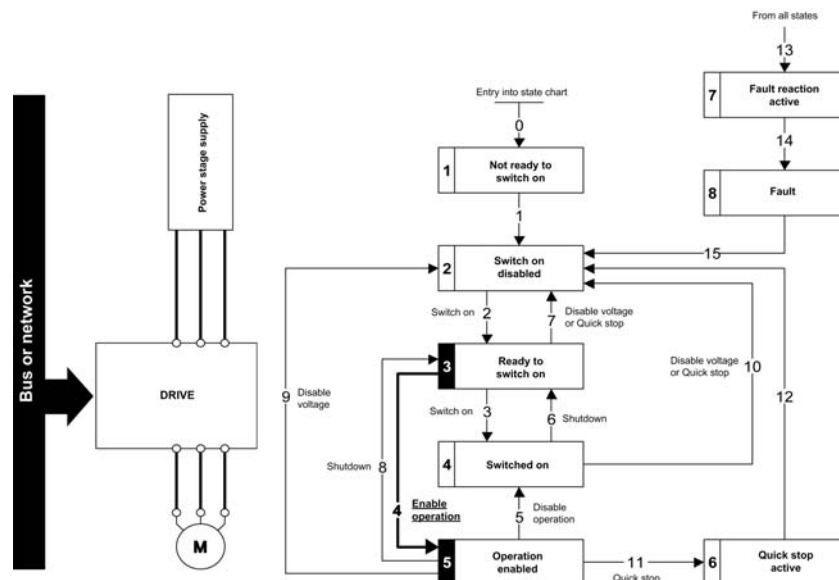 From all states
13
7
Fault reaction
active
14
8
Fault
15
Entry into state chart
0
1
Not ready to
switch on
1
2
Switch on
disabled
Switch on
2
7
Disable voltage
or Quick stop
3
Ready to
switch on
Switch on
3
6
Shutdown
4
Switched on
Disable voltage
or Quick stop
10
12
9
Disable
voltage
Shutdown
8
4
Enable
operation
5
Disable
operation
5
Operation
enabled
11
Quick stop
6
Quick stop
active
Bus or network
Power stage supply
DRIVE
M